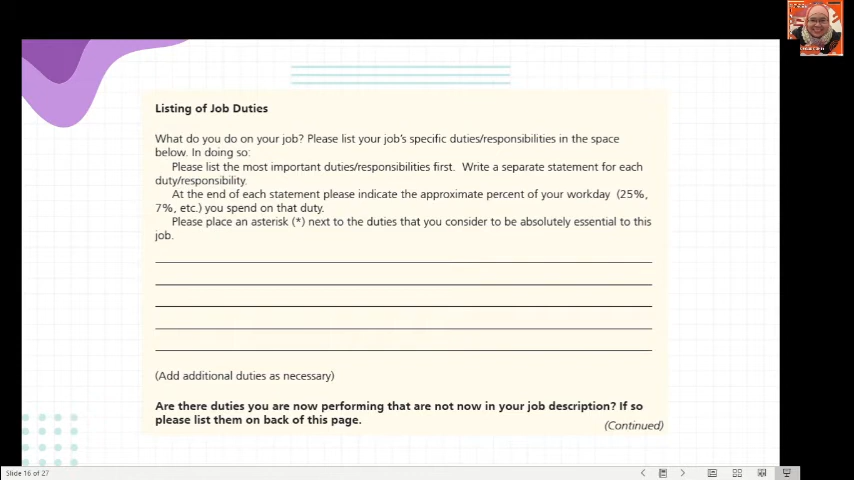 Listing of Job Duties
What do you do on your job? Please list your job's specific duties/responsibilities in the space
below. In doing so:
Please list the most important duties/responsibilities first. Write a separate statement for each
duty/responsibility.
At the end of each statement please indicate the approximate percent of your workday (25%,
7%, etc.) you spend on that duty.
Please place an asterisk (*) next to the duties that you consider to be absolutely essential to this
job.
(Add additional duties as necessary)
Are there duties you are now performing that are not now in your job description? If so
please list them on back of this page.
(Continued)
Slide 16 of 27